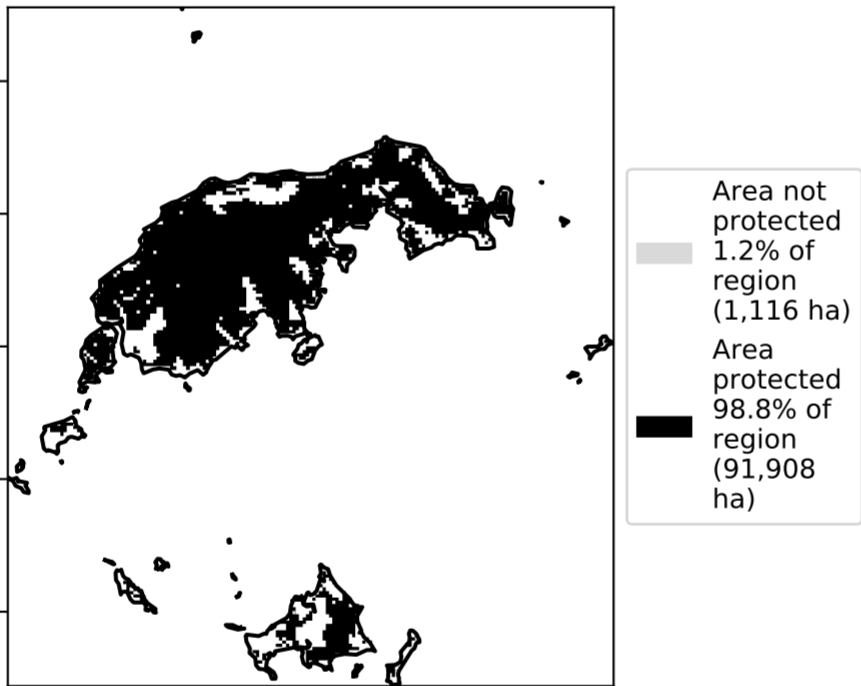 Area not
protected
1.2% of
region
(1,116 ha)
Area
protected
98.8% of
region
(91,908
ha)